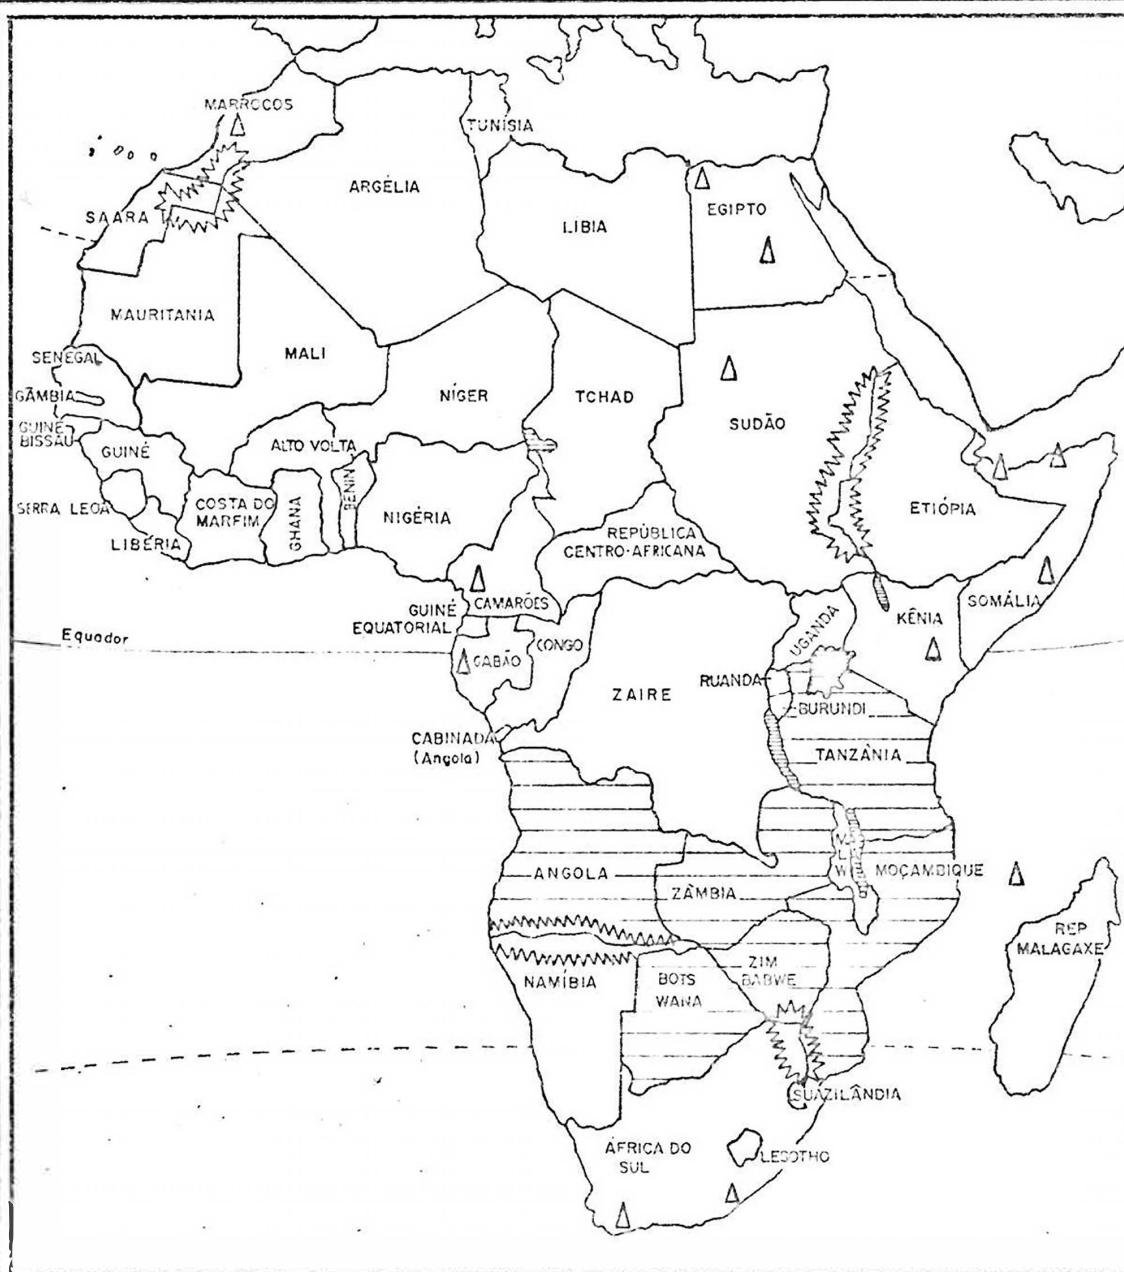 MARROCOS
TUNÍSIA
ARGÉLIA
LÍBIA
EGIPTO
SAARA
MAURITANIA
MALI
NÍGER
TCHAD
SUDÃO
SENEGAL
GÂMBIA
GUINÉ
BISSAU
GUINÉ
ALTO VOLTA
BENIN
NIGÉRIA
ETIÓPIA
SERRA LEOA
LIBÉRIA
COSTA DO
MARFIM
GHANA
REPÚBLICA
CENTRO-AFRICANA
CAMARÕES
GUINÉ
EQUATORIAL
Equador
GABÃO
CONGO
UGANDA
KÊNIA
SOMÁLIA
ZAIRE
RUANDA
BURUNDI
TANZÂNIA
CABINADA
(Angola)
ANGOLA
ZÂMBIA
MOÇAMBIQUE
REP
MALAGAXE
NAMÍBIA
BOTS
WANA
ZIM
BABWE
SUAZILÂNDIA
ÁFRICA DO
SUL
LESOTHO